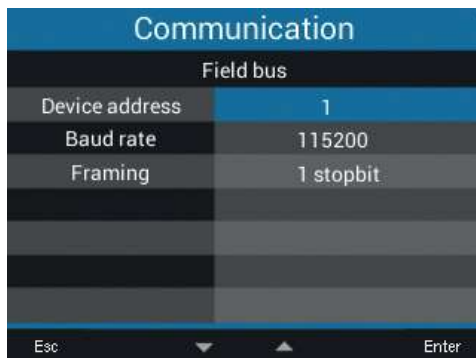 Communication
Field bus
Device address 1
Baud rate 115200
Framing 1 stopbit
Esc Enter